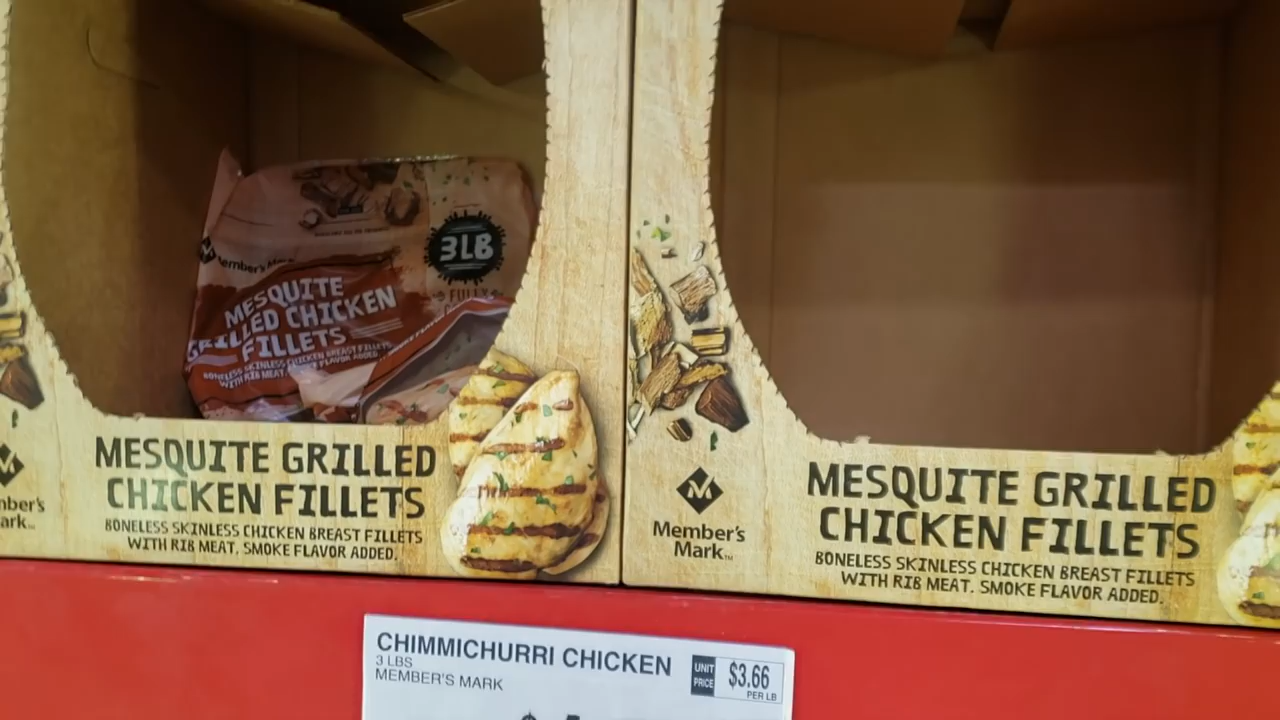 3LB
FULLY
Member's Mark
MESQUITE
GRILLED CHICKEN
FILLETS
BONELESS SKINLESS CHICKEN BREAST FILLETS
WITH RIB MEAT. SMOKE FLAVOR ADDED.
MESQUITE GRILLED
CHICKEN FILLETS
BONELESS SKINLESS CHICKEN BREAST FILLETS
WITH RIB MEAT. SMOKE FLAVOR ADDED.
Member's
Mark™
MESQUITE GRILLED
CHICKEN FILLETS
BONELESS SKINLESS CHICKEN BREAST FILLETS
WITH RIB MEAT. SMOKE FLAVOR ADDED.
CHIMMICHURRI CHICKEN
3 LBS
MEMBER'S MARK
UNIT
PRICE
$3.66
PER LB